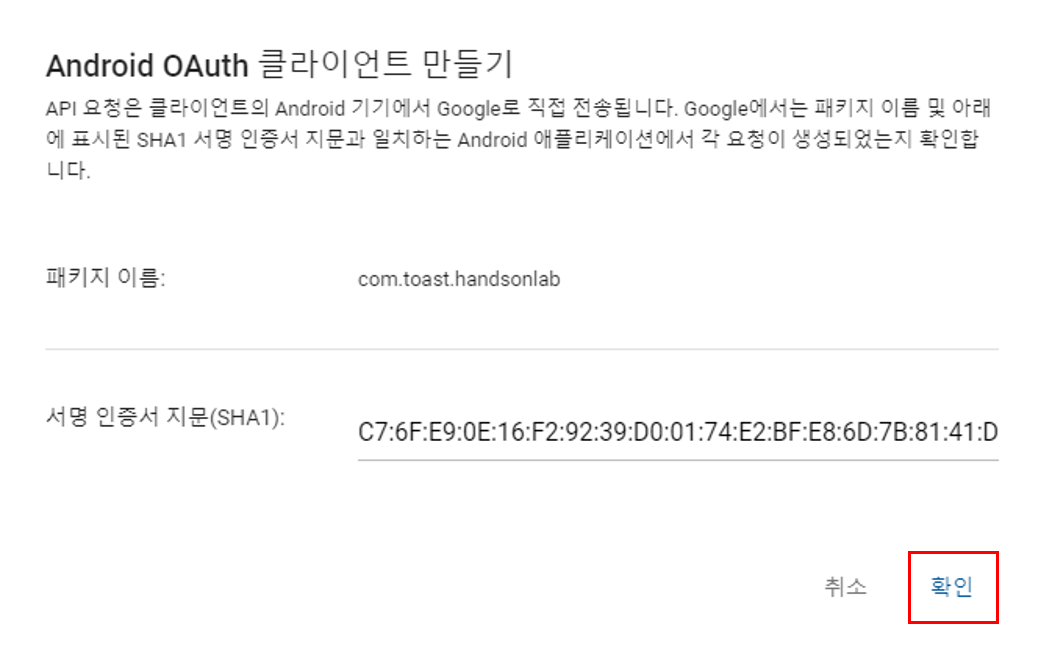 Android OAuth 클라이언트 만들기
API 요청은 클라이언트의 Android 기기에서 Google로 직접 전송됩니다. Google에서는 패키지 이름 및 아래
에 표시된 SHA1 서명 인증서 지문과 일치하는 Android 애플리케이션에서 각 요청이 생성되었는지 확인합
니다.
패키지 이름: com.toast.handsonlab
서명 인증서 지문(SHA1): C7:6F:E9:0E:16:F2:92:39:D0:01:74:E2:BF:E8:6D:7B:81:41:D
취소 확인